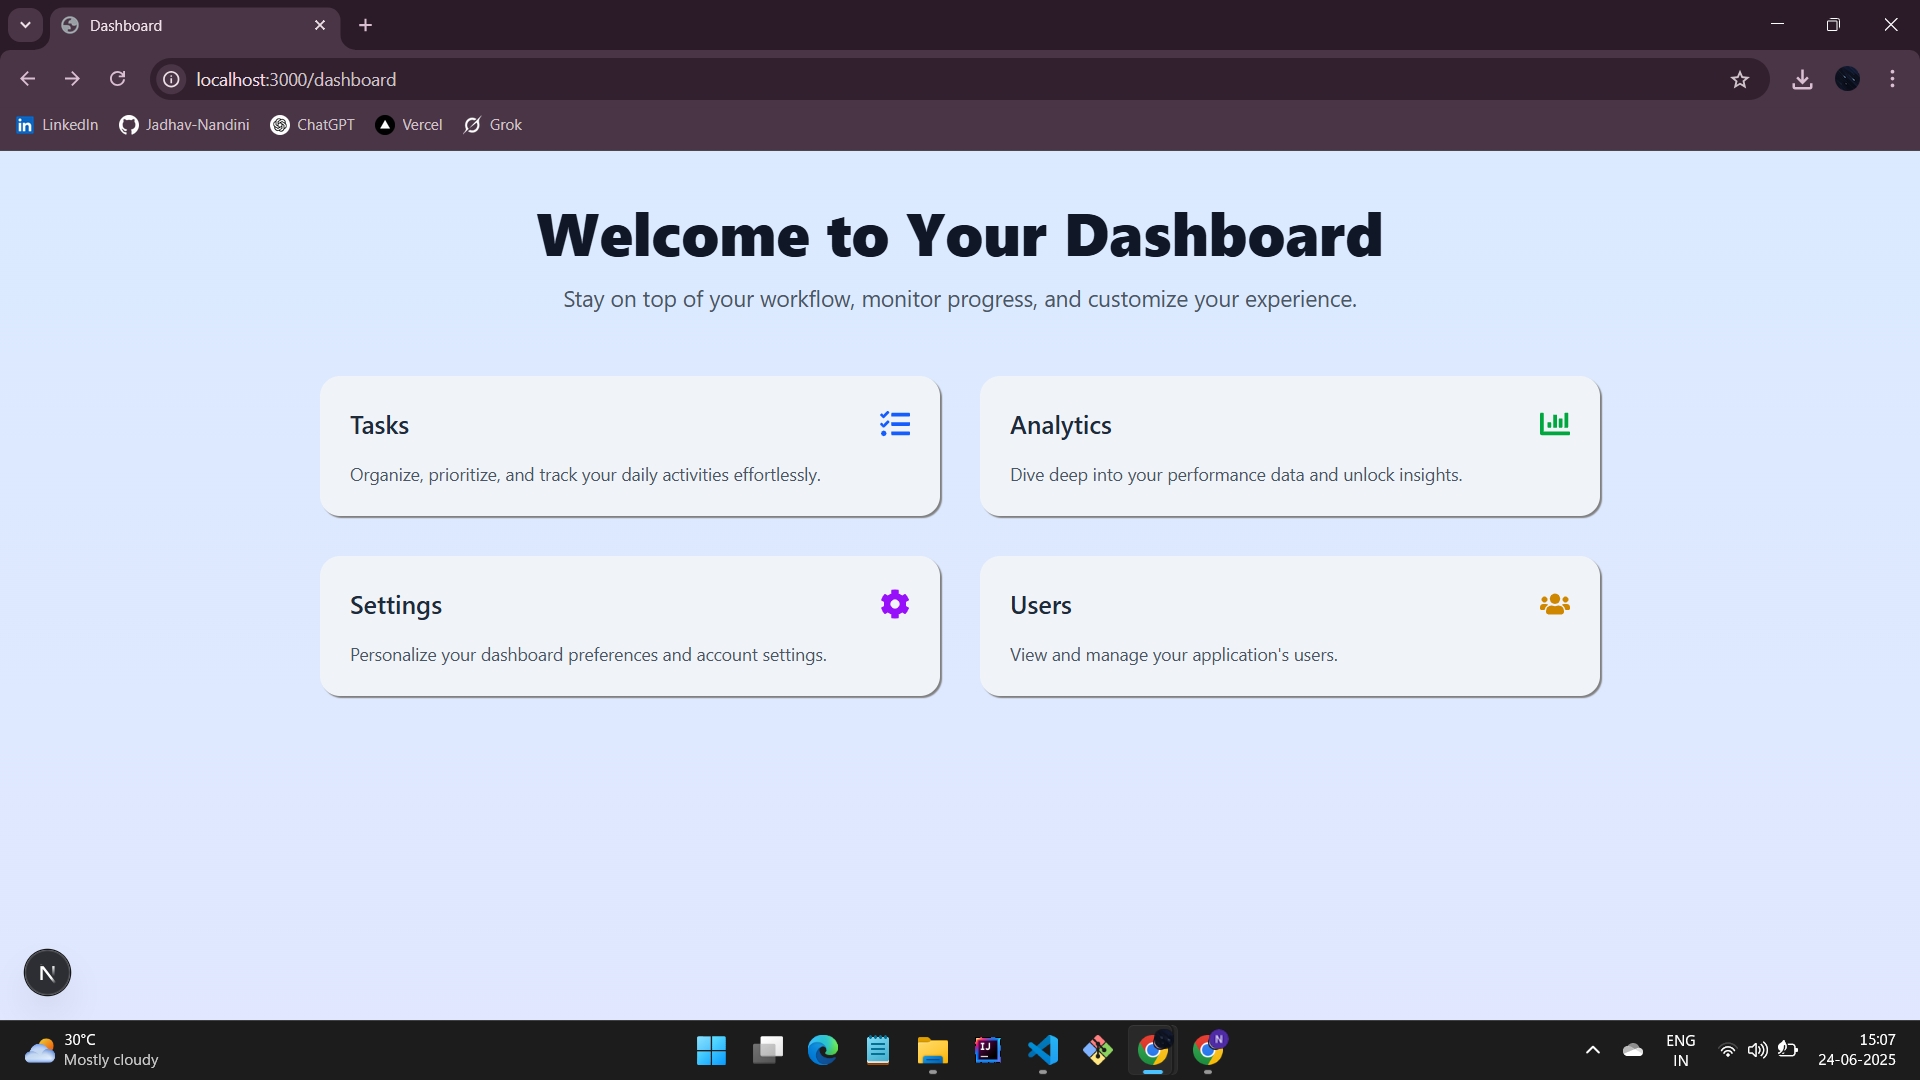 Dashboard
localhost:3000/dashboard
LinkedIn Jadhav-Nandini ChatGPT Vercel Grok
Welcome to Your Dashboard
Stay on top of your workflow, monitor progress, and customize your experience.
Tasks
Organize, prioritize, and track your daily activities effortlessly.
Analytics
Dive deep into your performance data and unlock insights.
Settings
Personalize your dashboard preferences and account settings.
Users
View and manage your application's users.
N
30°C
Mostly cloudy
IJ
N
ENG
IN
15:07
24-06-2025